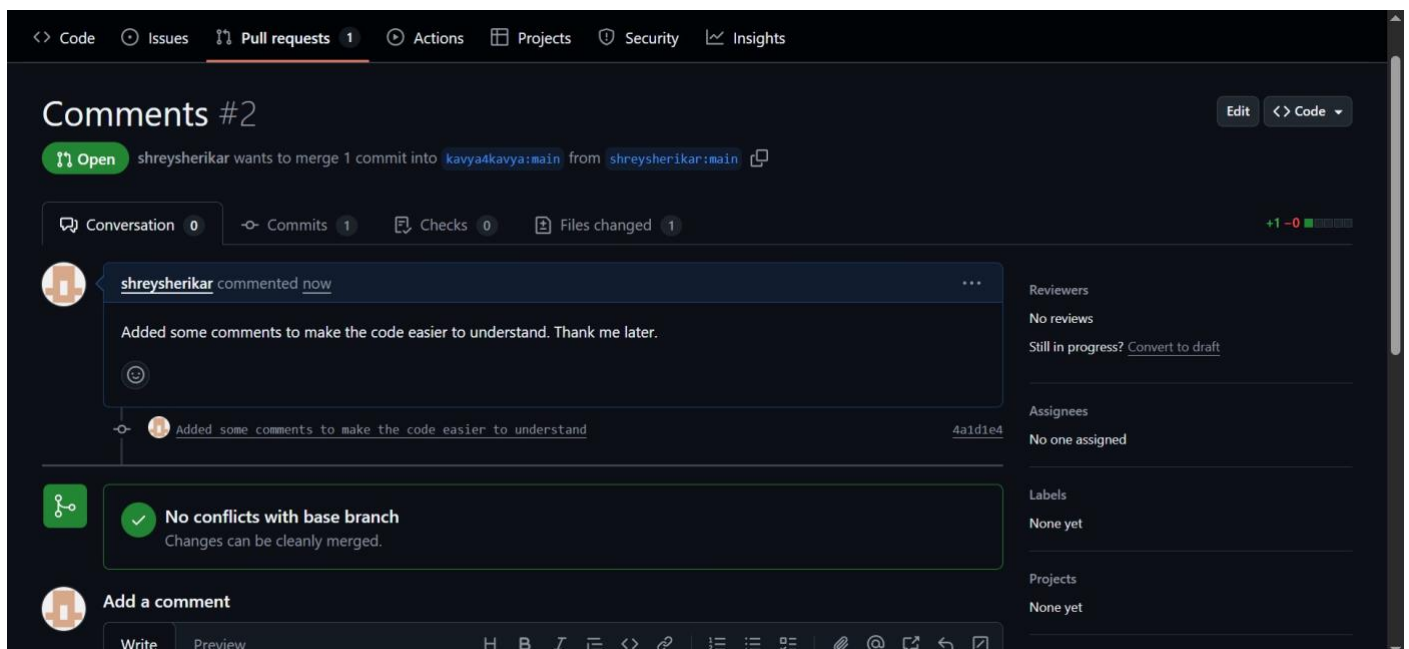 <> Code Issues Pull requests 1 Actions Projects Security Insights
Comments #2
Edit <> Code
Open shreysherikar wants to merge 1 commit into kavya4kavya:main from shreysherikar:main
Conversation 0 Commits 1 Checks 0 Files changed 1 +1 −0
shreysherikar commented now
Added some comments to make the code easier to understand. Thank me later.
Added some comments to make the code easier to understand 4a1d1e4
No conflicts with base branch
Changes can be cleanly merged.
Add a comment
Write Preview H B I <> @
Reviewers
No reviews
Still in progress? Convert to draft
Assignees
No one assigned
Labels
None yet
Projects
None yet